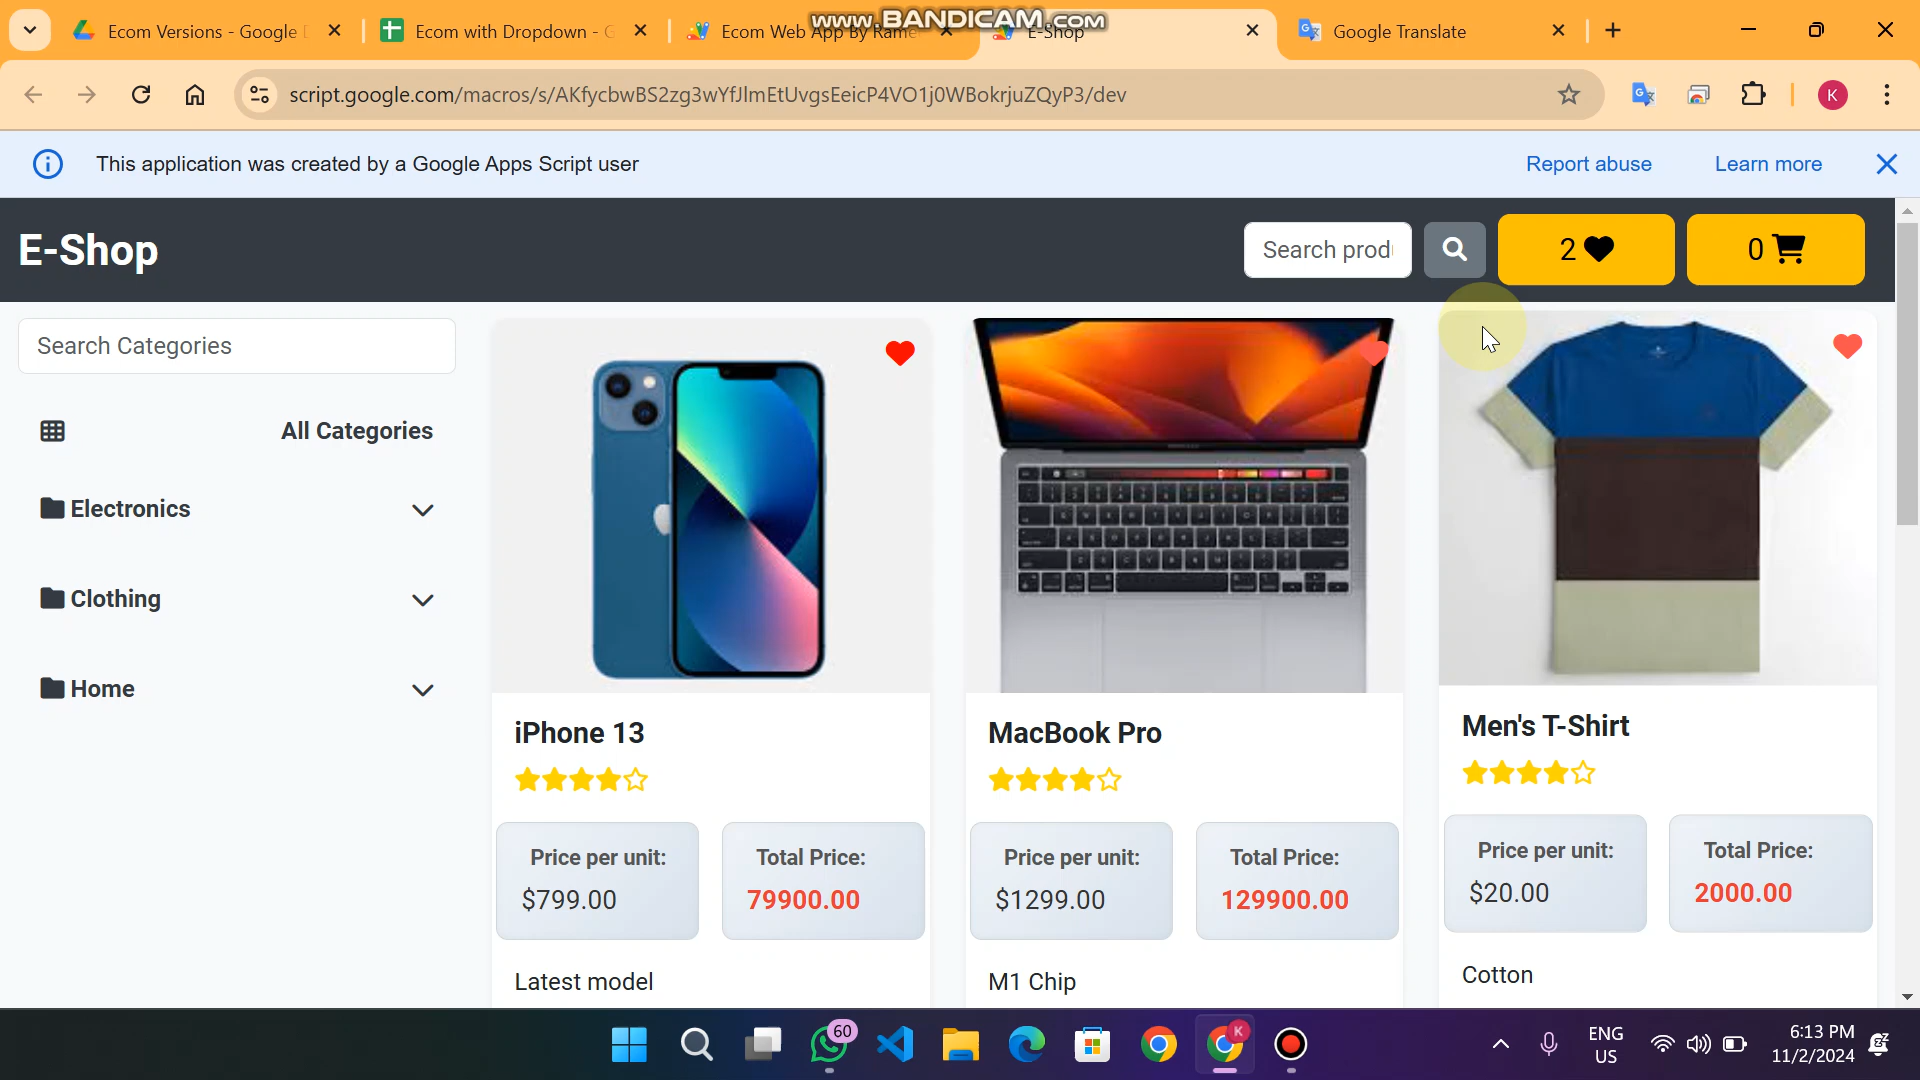 Ecom Versions - Google D
Ecom with Dropdown - G
Ecom Web App By Rame
E-Shop
Google Translate
www.BANDICAM.COM
script.google.com/macros/s/AKfycbwBS2zg3wYfJlmEtUvgsEeicP4VO1j0WBokrjuZQyP3/dev
K
This application was created by a Google Apps Script user
Report abuse
Learn more
E-Shop
Search produ
2
0
Search Categories
All Categories
Electronics
Clothing
Home
iPhone 13
MacBook Pro
Men's T-Shirt
Price per unit:
$799.00
Total Price:
79900.00
Price per unit:
$1299.00
Total Price:
129900.00
Price per unit:
$20.00
Total Price:
2000.00
Latest model
M1 Chip
Cotton
60
K
ENG
US
6:13 PM
11/2/2024